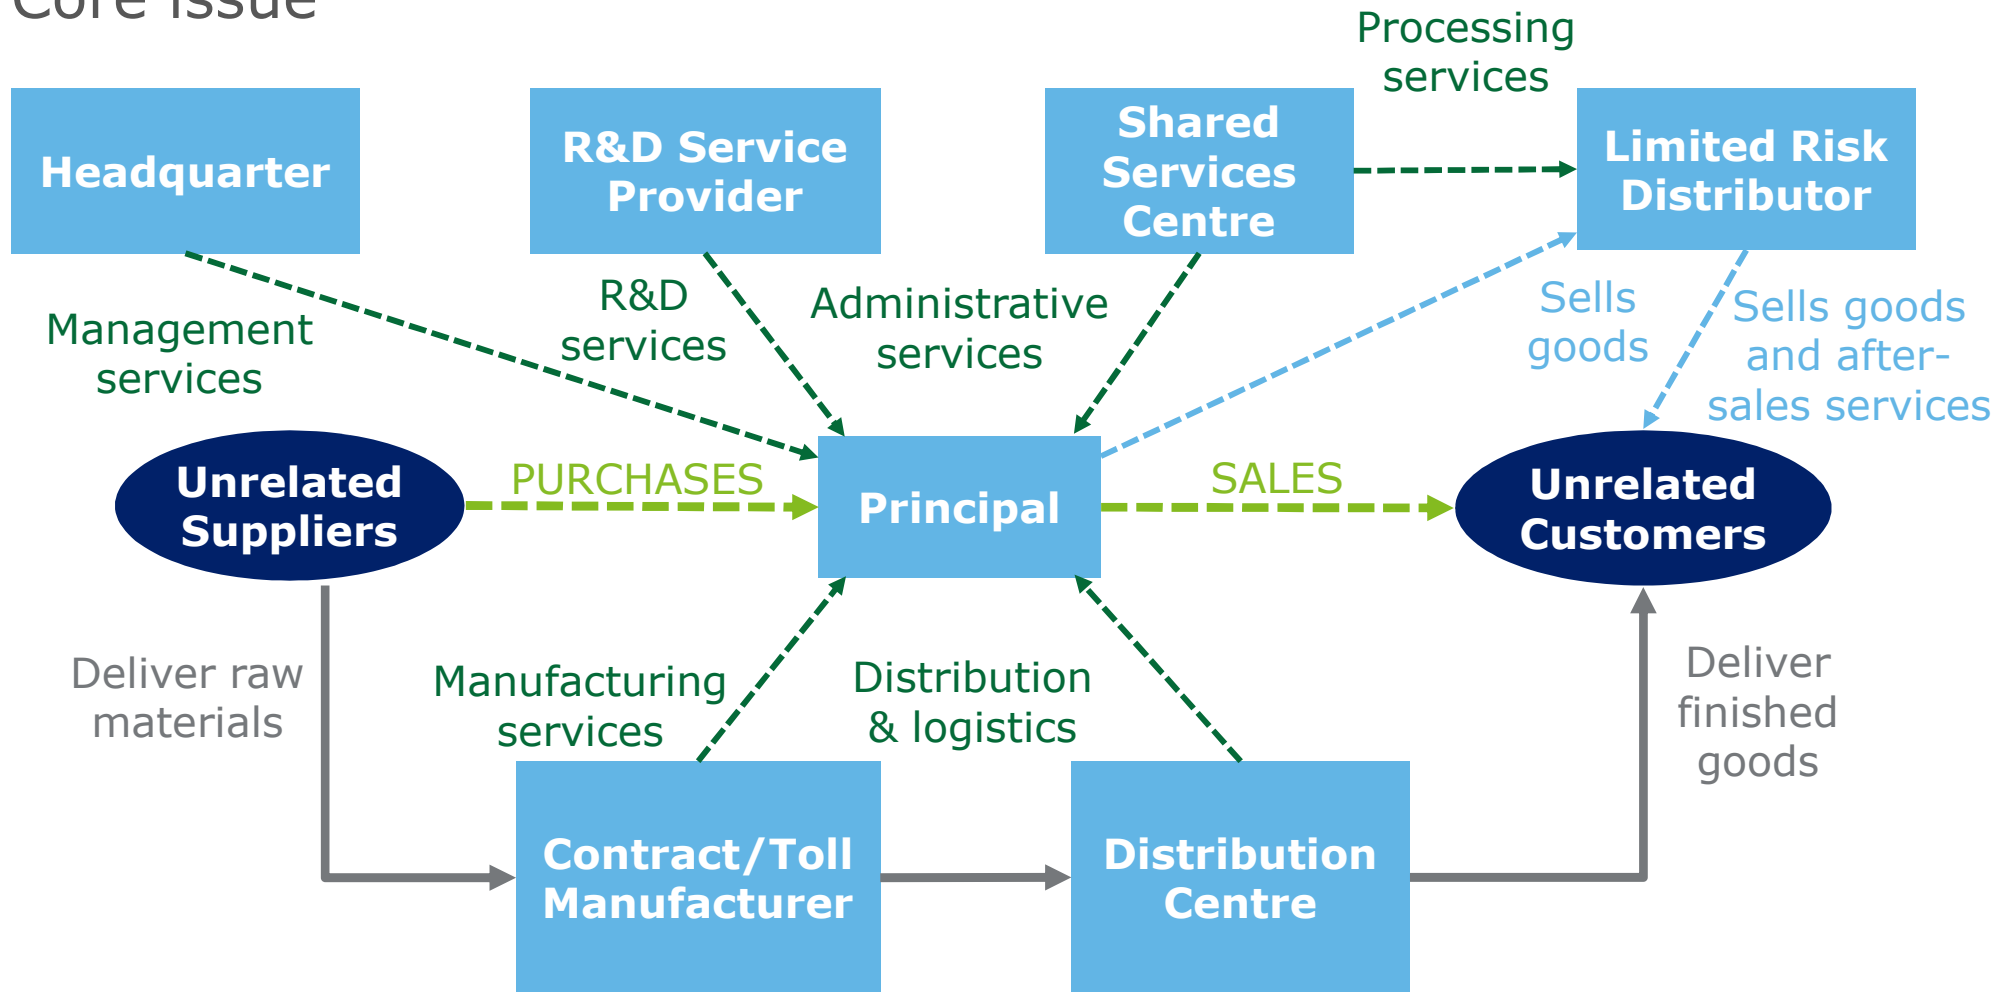 Core issue
Processing
services
Headquarter
R&D Service
Provider
Shared
Services
Centre
Limited Risk
Distributor
Management
services
R&D
services
Administrative
services
Sells
goods
Sells goods
and after-
sales services
Unrelated
Suppliers
PURCHASES
Principal
SALES
Unrelated
Customers
Deliver raw
materials
Manufacturing
services
Distribution
& logistics
Deliver
finished
goods
Contract/Toll
Manufacturer
Distribution
Centre